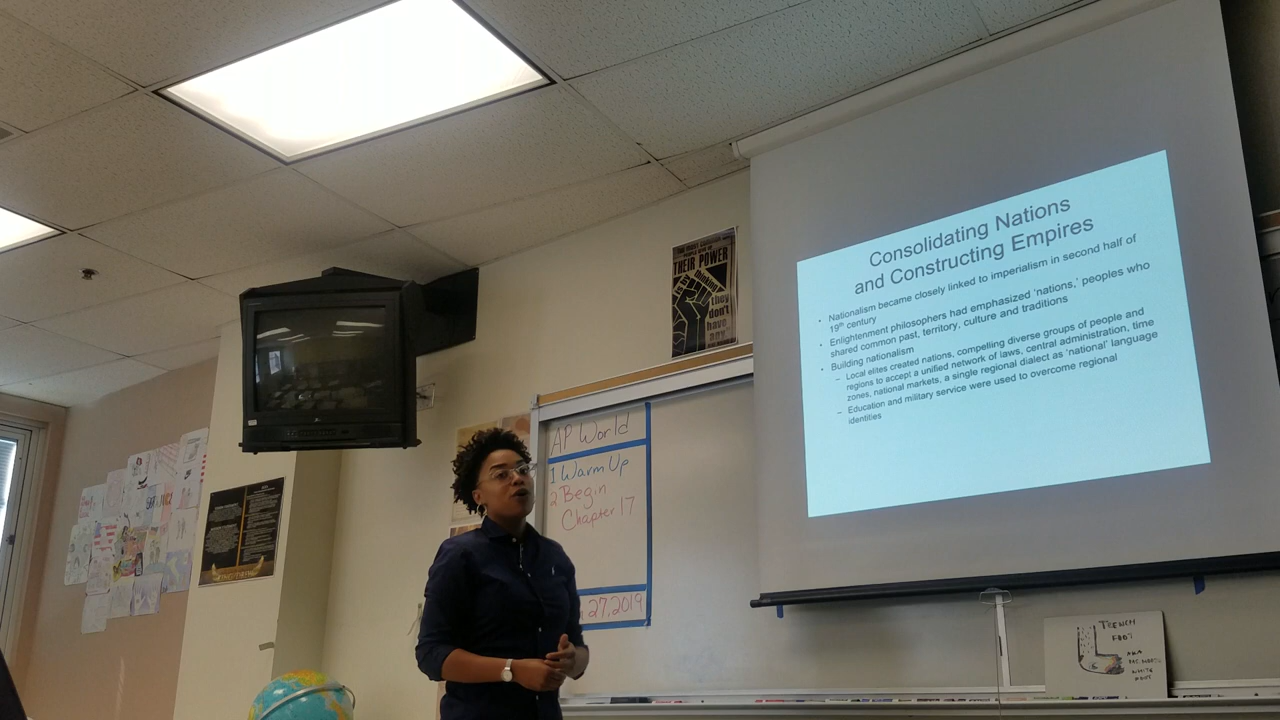 THEIR POWER
they
don't
have
Consolidating Nations
and Constructing Empires
• Nationalism became closely linked to imperialism in second half of
19th century
• Enlightenment philosophers had emphasized 'nations,' peoples who
shared common past, territory, culture and traditions
• Building nationalism
– Local elites created nations, compelling diverse groups of people and
regions to accept a unified network of laws, central administration, time
zones, national markets, a single regional dialect as 'national' language
– Education and military service were used to overcome regional
identities
AP World
1 Warm Up
2 Begin
Chapter 17
27,2019
TRENCH
FOOT
AKA